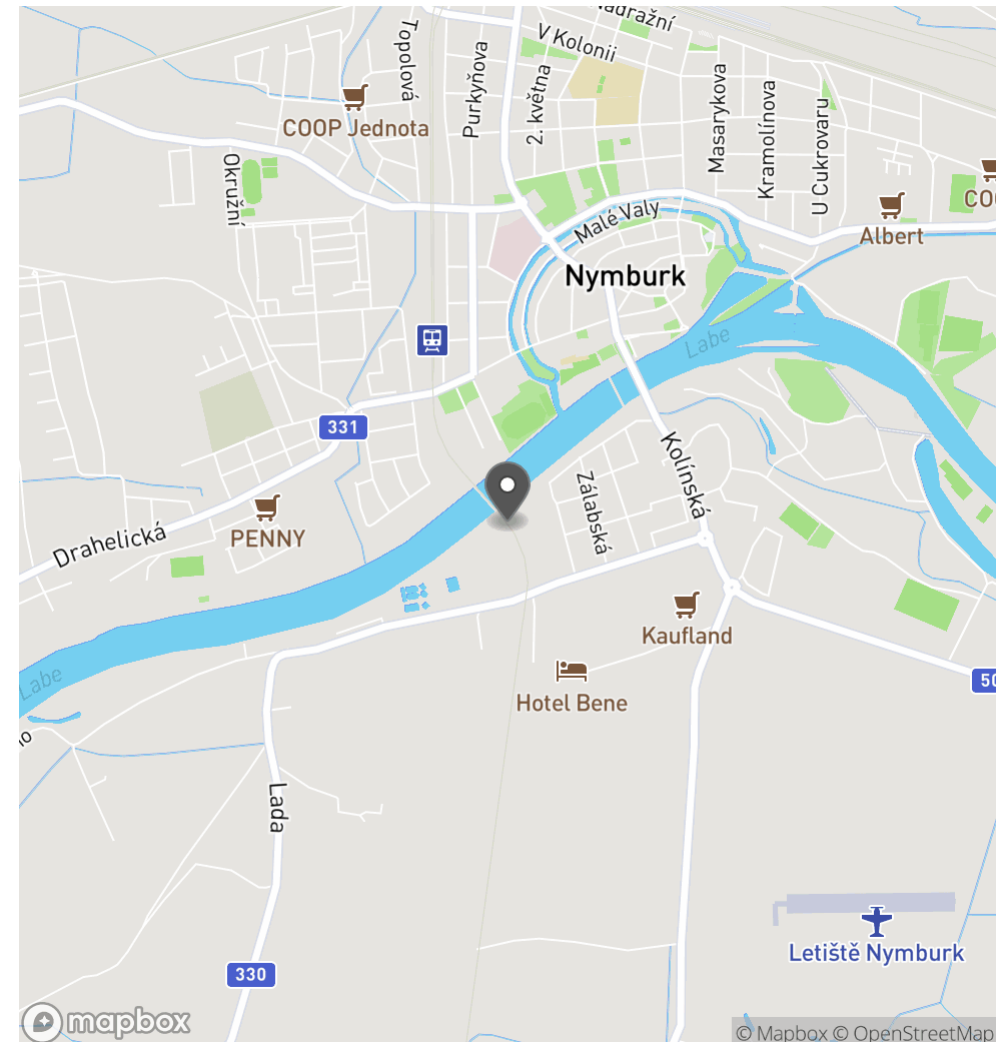 Nadražní
V Kolonii
Topolová
Purkyňova
2. května
COOP Jednota
Masarykova
Kramolínova
U Cukrovaru
Okružní
COO
Albert
Malé Valy
Nymburk
Labe
331
Kolínská
Zálabská
Drahelická
PENNY
Kaufland
Labe
Hotel Bene
50
Lada
330
Letiště Nymburk
mapbox
© Mapbox © OpenStreetMap